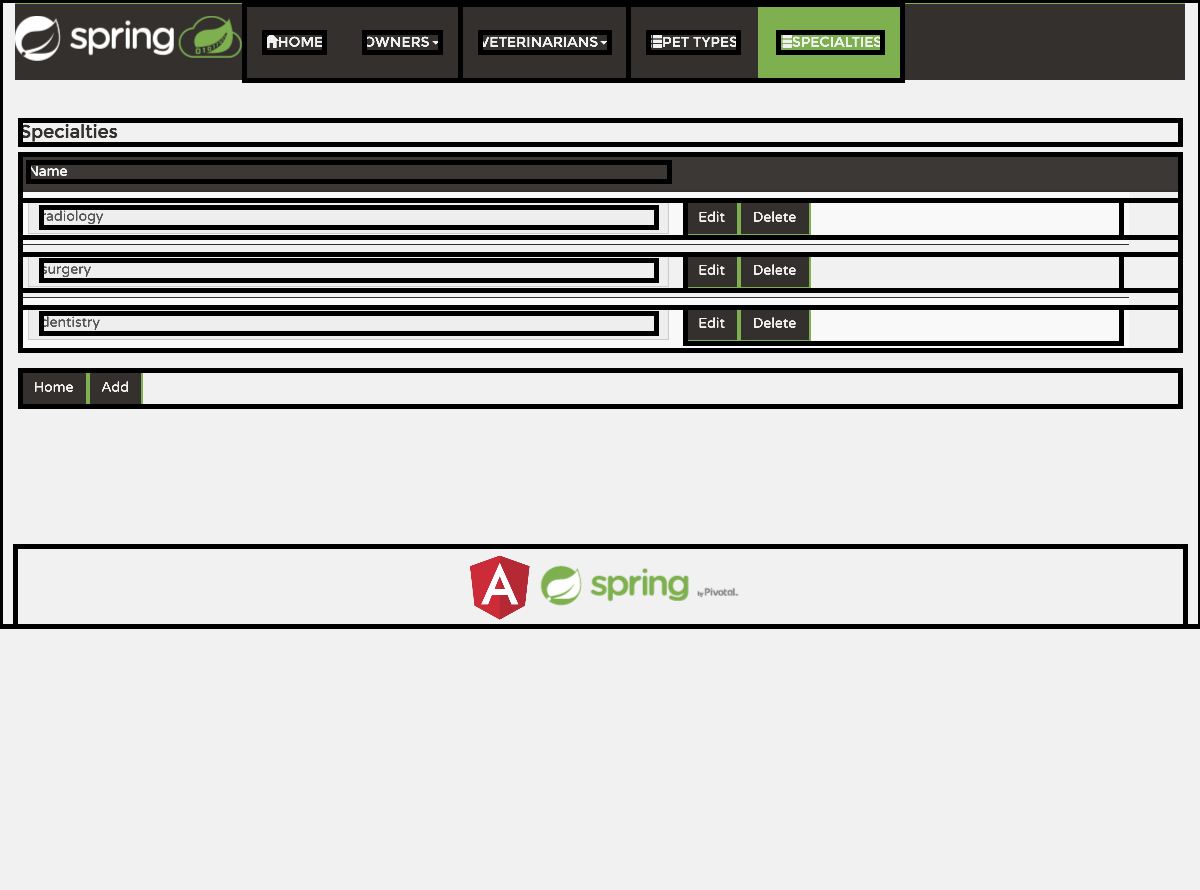 spring HOME OWNERS VETERINARIANS PET TYPES SPECIALTIES
Specialties
Name
radiology Edit Delete
surgery Edit Delete
dentistry Edit Delete
Home Add
A spring by Pivotal.